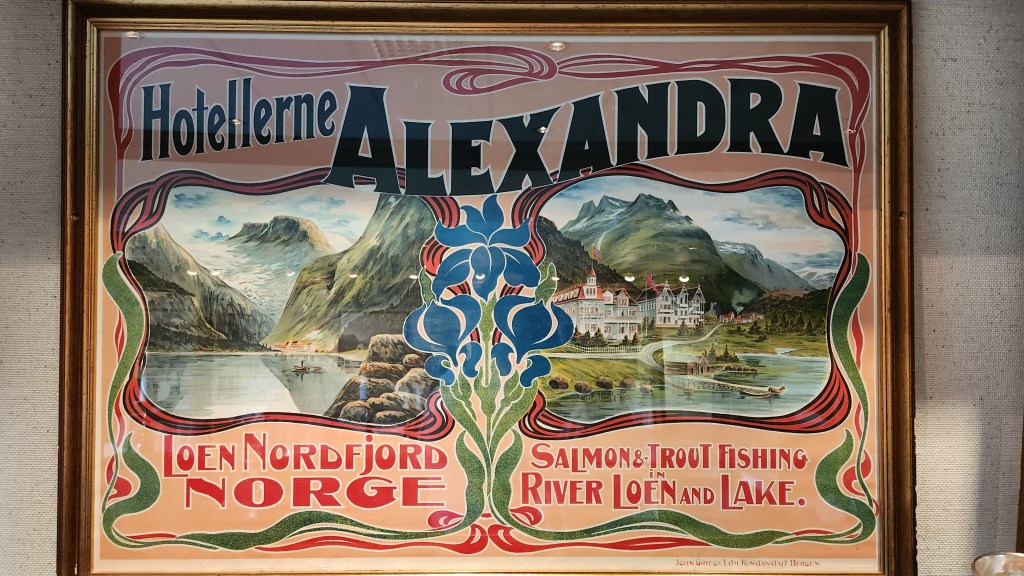 Hotellerne ALEXANDRA
LOEN NORDFJORD
NORGE
SALMON & TROUT FISHING
IN
RIVER LOEN AND LAKE.
JOHN GRIEGS LITH. KUNSTANSTALT BERGEN